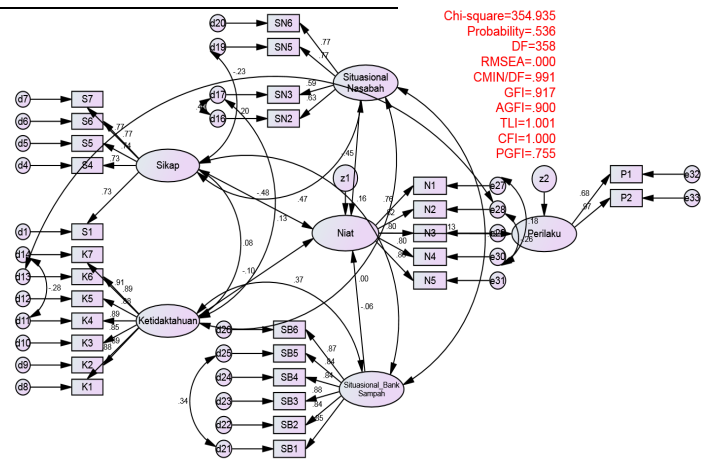 Chi-square=354.935
Probability=.536
DF=358
RMSEA=.000
CMIN/DF=.991
GFI=.917
AGFI=.900
TLI=1.001
CFI=1.000
PGFI=.755
d20
SN6
.77
d19
SN5
.77
-.23
Situasional
Nasabah
d17
SN3
.59
.20
d16
SN2
.63
d7
S7
.77
d6
S6
.77
d5
S5
.74
d4
S4
.73
Sikap
.73
d1
S1
.45
z1
.16
.76
-.48
.47
.13
.08
-.10
Niat
N1
e27
N2
e28
.80
N3
.13
N4
e30
.80
N5
e31
z2
-.18
.26
Perilaku
.68
P1
e32
.97
P2
e33
K7
d13
K6
.91
.89
d12
K5
-.28
d11
K4
.89
d10
K3
.85
d9
K2
d8
K1
.88
Ketidaktahuan
.37
.00
-.06
d26
SB6
.87
d25
SB5
.84
d24
SB4
.84
d23
SB3
.88
d22
SB2
.84
d21
SB1
.34
Situasional_Bank
Sampah